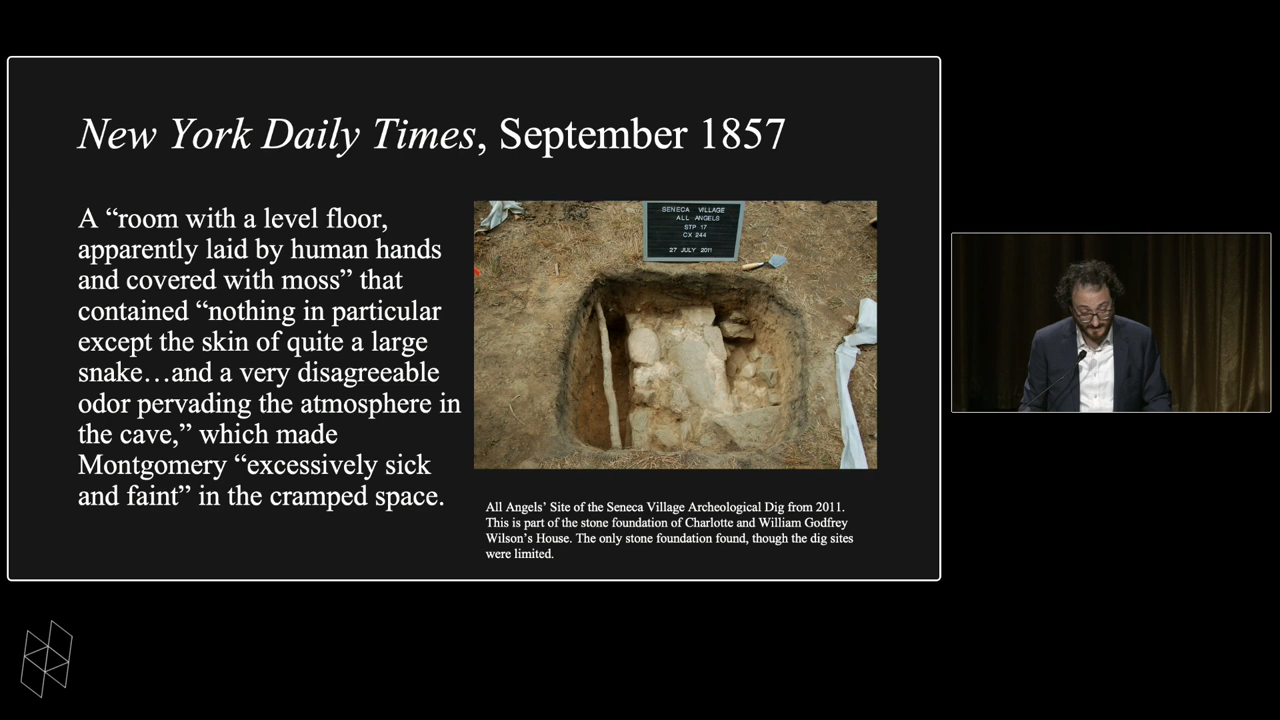 New York Daily Times, September 1857
A “room with a level floor,
apparently laid by human hands
and covered with moss” that
contained “nothing in particular
except the skin of quite a large
snake…and a very disagreeable
odor pervading the atmosphere in
the cave,” which made
Montgomery “excessively sick
and faint” in the cramped space.
SENECA VILLAGE
ALL ANGELS
STP 17
CX 244
27 JULY 2011
All Angels’ Site of the Seneca Village Archeological Dig from 2011.
This is part of the stone foundation of Charlotte and William Godfrey
Wilson’s House. The only stone foundation found, though the dig sites
were limited.